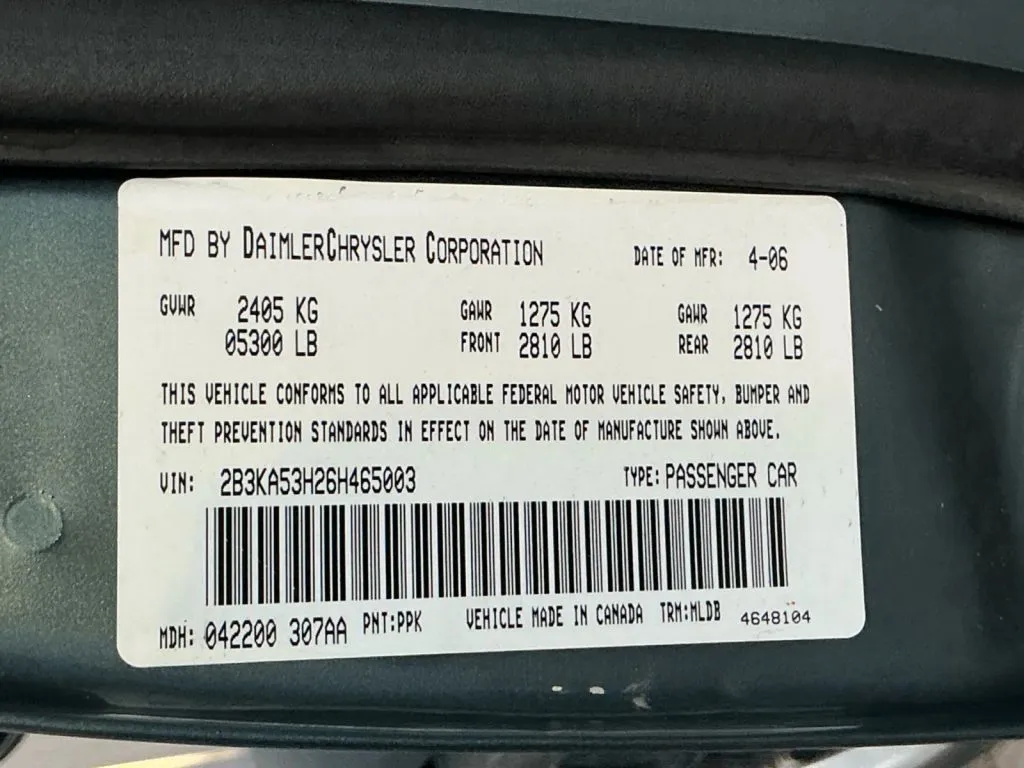 MFD BY DAIMLERCHRYSLER CORPORATION DATE OF MFR: 4-06
GVWR 2405 KG GAWR 1275 KG GAWR 1275 KG
05300 LB FRONT 2810 LB REAR 2810 LB
THIS VEHICLE CONFORMS TO ALL APPLICABLE FEDERAL MOTOR VEHICLE SAFETY, BUMPER AND
THEFT PREVENTION STANDARDS IN EFFECT ON THE DATE OF MANUFACTURE SHOWN ABOVE.
VIN: 2B3KA53H26H465003 TYPE: PASSENGER CAR
MDH: 042200 307AA PNT:PPK VEHICLE MADE IN CANADA TRM:MLDB 4648104